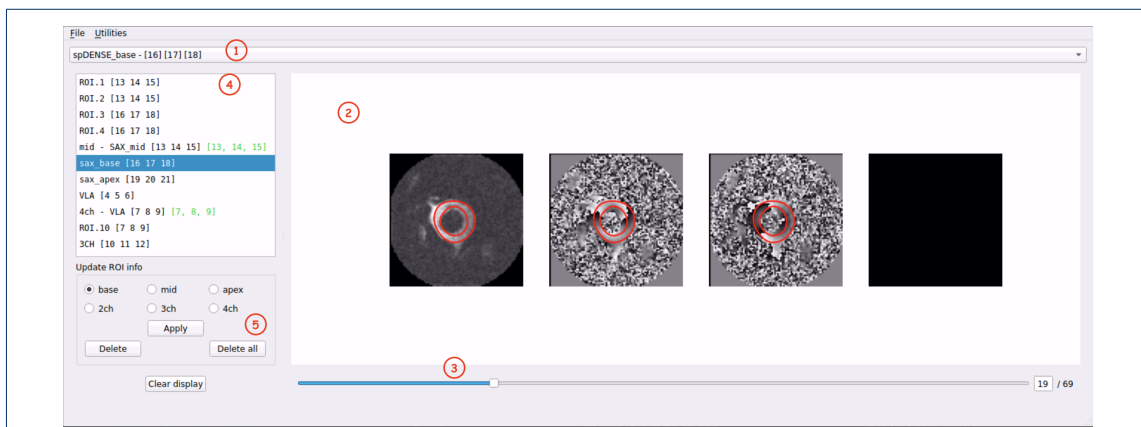 File Utilities
spDENSE_base - [16] [17] [18]
1
4
ROI.1 [13 14 15]
ROI.2 [13 14 15]
ROI.3 [16 17 18]
ROI.4 [16 17 18]
mid - SAX_mid [13 14 15] [13, 14, 15]
sax_base [16 17 18]
sax_apex [19 20 21]
VLA [4 5 6]
4ch - VLA [7 8 9] [7, 8, 9]
ROI.10 [7 8 9]
3CH [10 11 12]
2
Update ROI info
base mid apex
2ch 3ch 4ch
Apply
5
Delete Delete all
Clear display
3
19 / 69